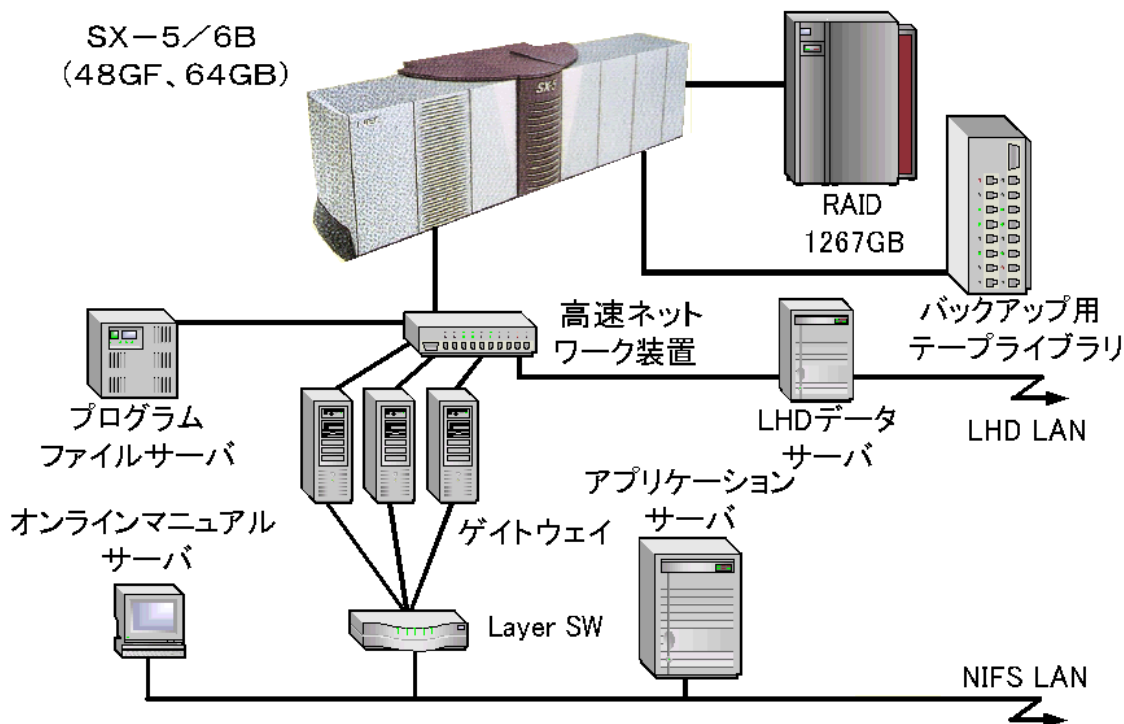 SX－5／6B
（48GF、64GB）
SX-5
RAID
1267GB
バックアップ用
テープライブラリ
高速ネット
ワーク装置
プログラム
ファイルサーバ
LHDデータ
サーバ
LHD LAN
ゲイトウェイ
アプリケーション
サーバ
オンラインマニュアル
サーバ
Layer SW
NIFS LAN